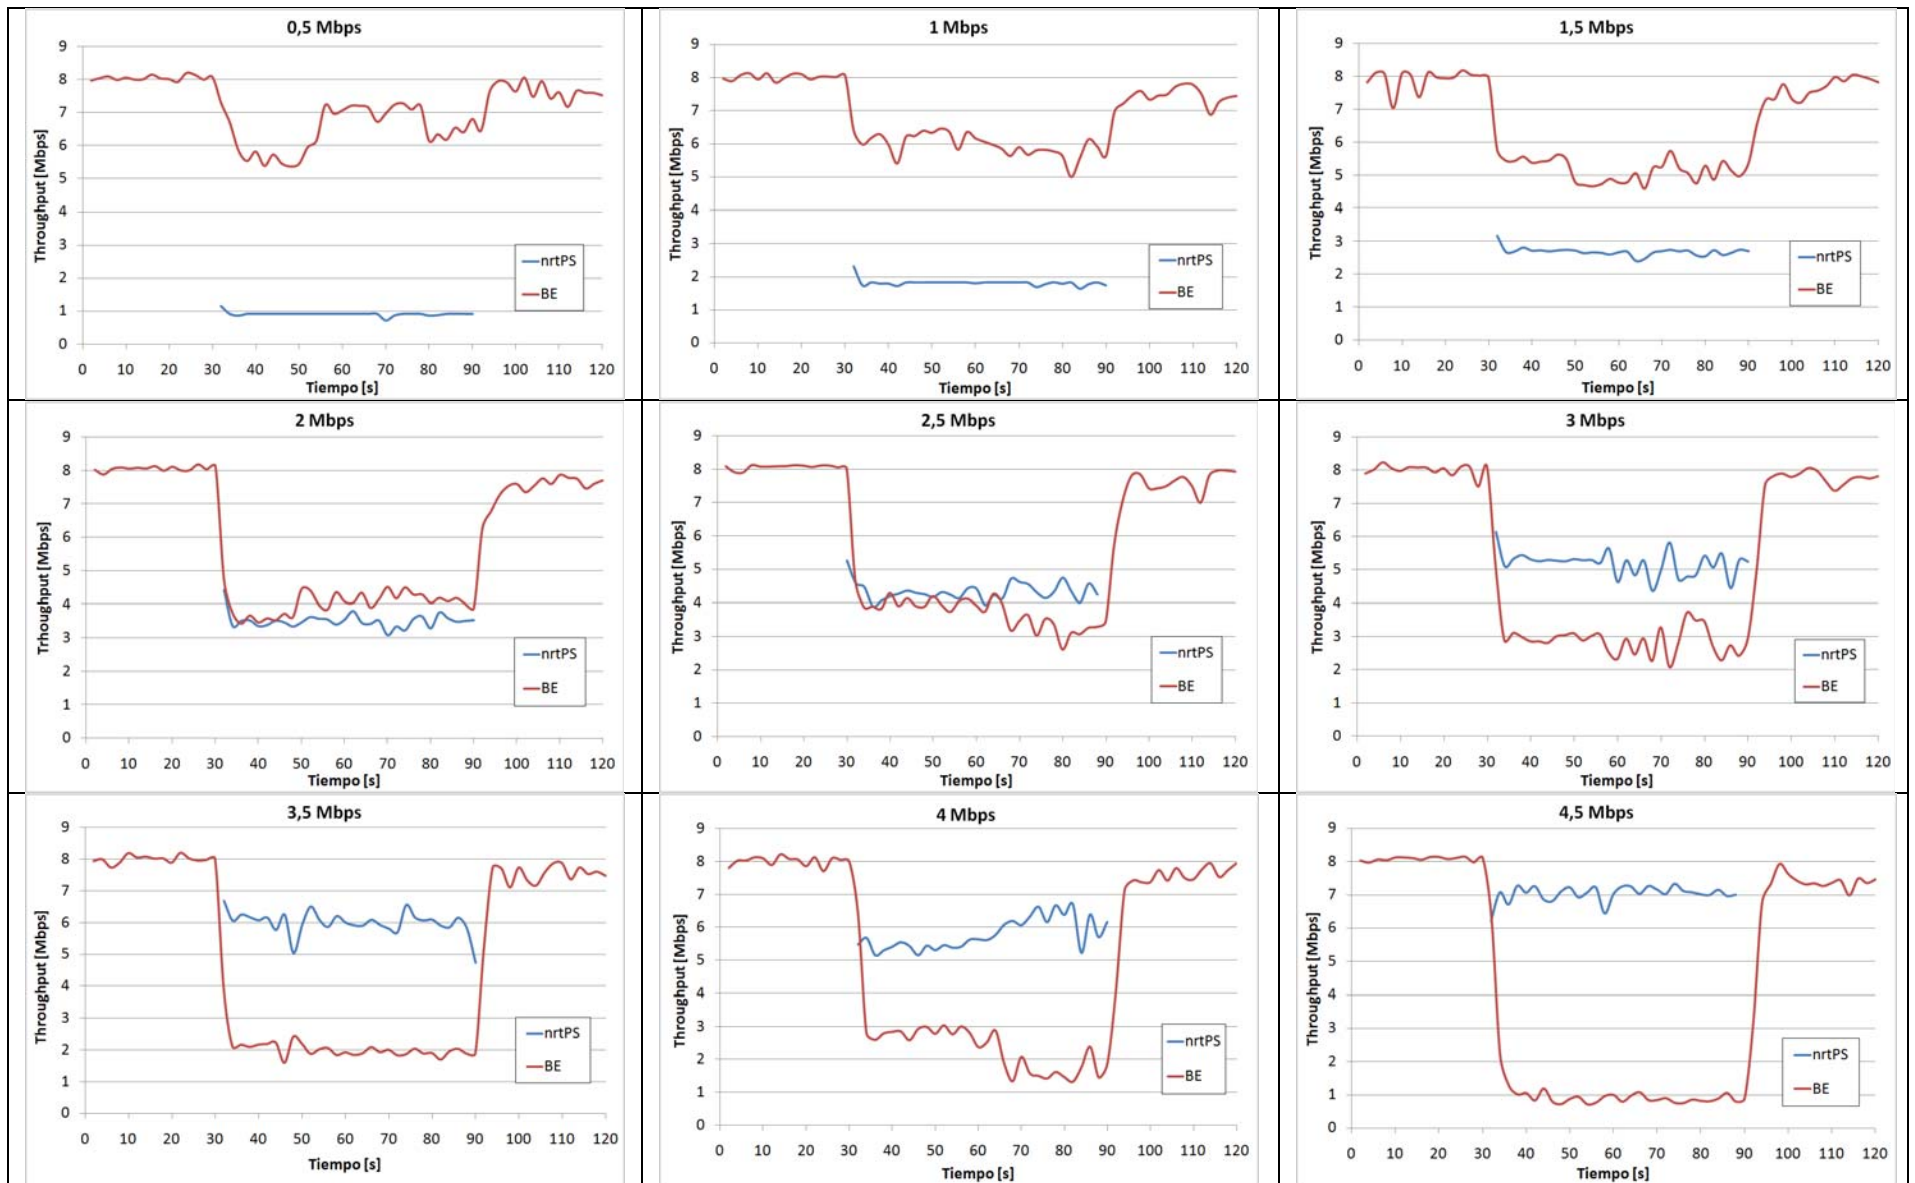 0,5 Mbps
9
8
7
6
5
4
3
2
1
0
Throughput [Mbps]
nrtPS
BE
0 10 20 30 40 50 60 70 80 90 100 110 120
Tiempo [s]
1 Mbps
9
8
7
6
5
4
3
2
1
0
Throughput [Mbps]
nrtPS
BE
0 10 20 30 40 50 60 70 80 90 100 110 120
Tiempo [s]
1,5 Mbps
9
8
7
6
5
4
3
2
1
0
Throughput [Mbps]
nrtPS
BE
0 10 20 30 40 50 60 70 80 90 100 110 120
Tiempo [s]
2 Mbps
9
8
7
6
5
4
3
2
1
0
Trhoughput [Mbps]
nrtPS
BE
0 10 20 30 40 50 60 70 80 90 100 110 120
Tiempo [s]
2,5 Mbps
9
8
7
6
5
4
3
2
1
0
Throughput [Mbps]
nrtPS
BE
0 10 20 30 40 50 60 70 80 90 100 110 120
Tiempo [s]
3 Mbps
9
8
7
6
5
4
3
2
1
0
Throughput [Mbps]
nrtPS
BE
0 10 20 30 40 50 60 70 80 90 100 110 120
Tiempo [s]
3,5 Mbps
9
8
7
6
5
4
3
2
1
0
Throughput [Mbps]
nrtPS
BE
0 10 20 30 40 50 60 70 80 90 100 110 120
Tiempo [s]
4 Mbps
9
8
7
6
5
4
3
2
1
0
Throughput [Mbps]
nrtPS
BE
0 10 20 30 40 50 60 70 80 90 100 110 120
Tiempo [s]
4,5 Mbps
9
8
7
6
5
4
3
2
1
0
Throughput [Mbps]
nrtPS
BE
0 10 20 30 40 50 60 70 80 90 100 110 120
Tiempo [s]